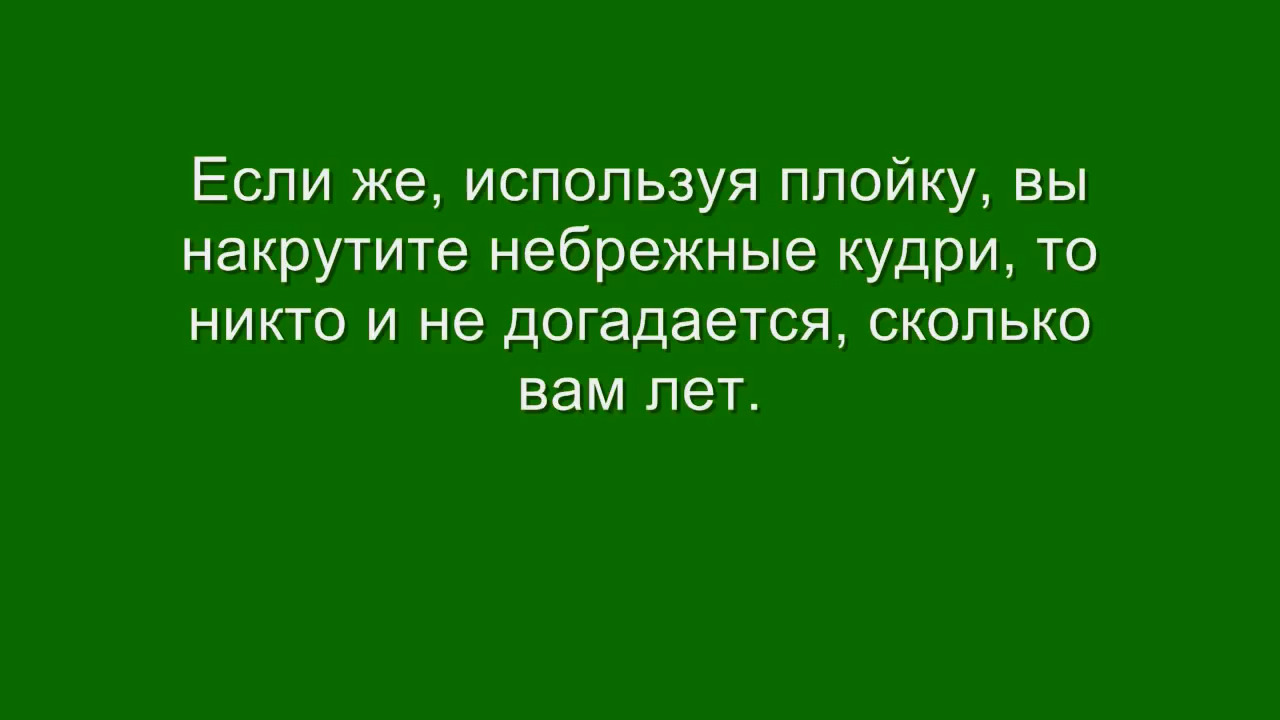 Если же, используя плойку, вы
накрутите небрежные кудри, то
никто и не догадается, сколько
вам лет.